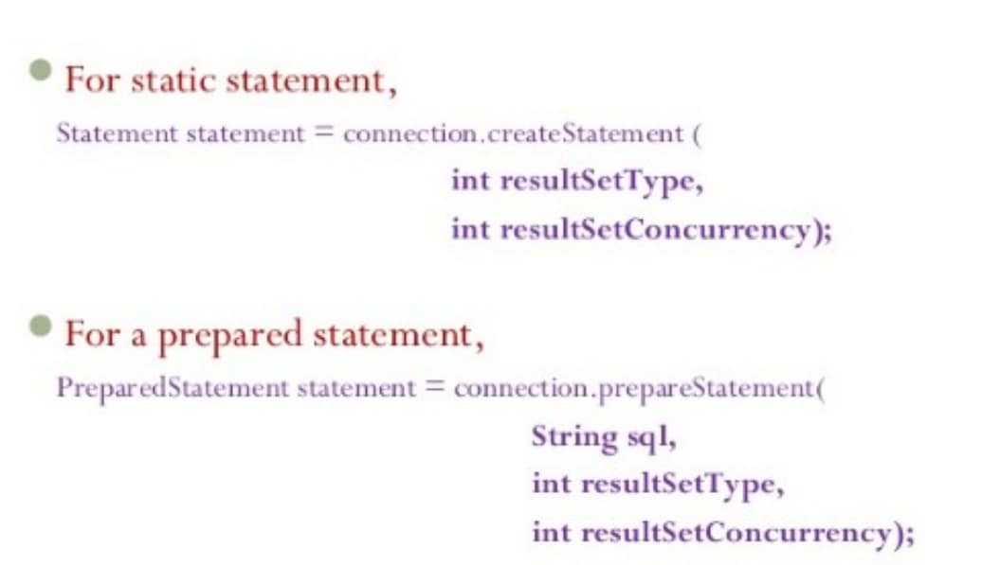 For static statement,
Statement statement = connection.createStatement (
int resultSetType,
int resultSetConcurrency);
For a prepared statement,
PreparedStatement statement = connection.prepareStatement(
String sql,
int resultSetType,
int resultSetConcurrency);